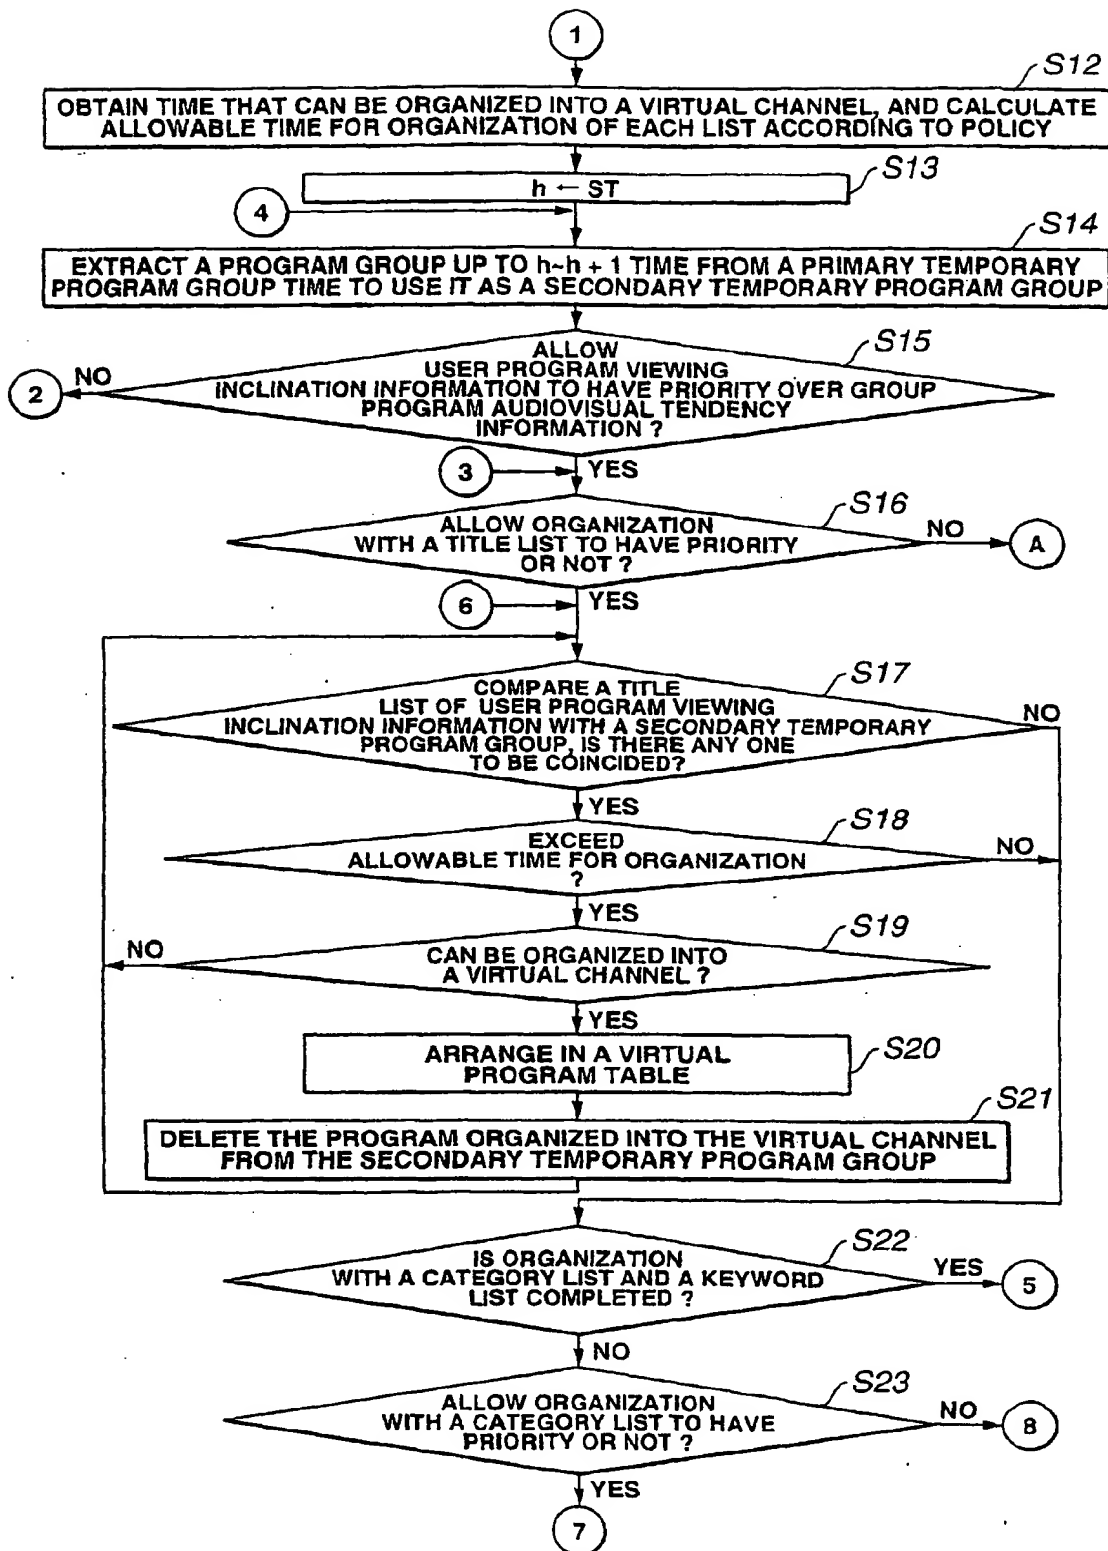 1
S12
OBTAIN TIME THAT CAN BE ORGANIZED INTO A VIRTUAL CHANNEL, AND CALCULATE
ALLOWABLE TIME FOR ORGANIZATION OF EACH LIST ACCORDING TO POLICY
S13
h ← ST
4
S14
EXTRACT A PROGRAM GROUP UP TO h~h + 1 TIME FROM A PRIMARY TEMPORARY
PROGRAM GROUP TIME TO USE IT AS A SECONDARY TEMPORARY PROGRAM GROUP
S15
ALLOW
USER PROGRAM VIEWING
INCLINATION INFORMATION TO HAVE PRIORITY OVER GROUP
PROGRAM AUDIOVISUAL TENDENCY
INFORMATION ?
NO
2
YES
3
S16
ALLOW ORGANIZATION
WITH A TITLE LIST TO HAVE PRIORITY
OR NOT ?
NO
A
YES
6
S17
COMPARE A TITLE
LIST OF USER PROGRAM VIEWING
INCLINATION INFORMATION WITH A SECONDARY TEMPORARY
PROGRAM GROUP, IS THERE ANY ONE
TO BE COINCIDED?
NO
YES
S18
EXCEED
ALLOWABLE TIME FOR ORGANIZATION
?
NO
YES
S19
NO
CAN BE ORGANIZED INTO
A VIRTUAL CHANNEL ?
YES
S20
ARRANGE IN A VIRTUAL
PROGRAM TABLE
S21
DELETE THE PROGRAM ORGANIZED INTO THE VIRTUAL CHANNEL
FROM THE SECONDARY TEMPORARY PROGRAM GROUP
S22
IS ORGANIZATION
WITH A CATEGORY LIST AND A KEYWORD
LIST COMPLETED ?
YES
5
NO
S23
ALLOW ORGANIZATION
WITH A CATEGORY LIST TO HAVE
PRIORITY OR NOT ?
NO
8
YES
7